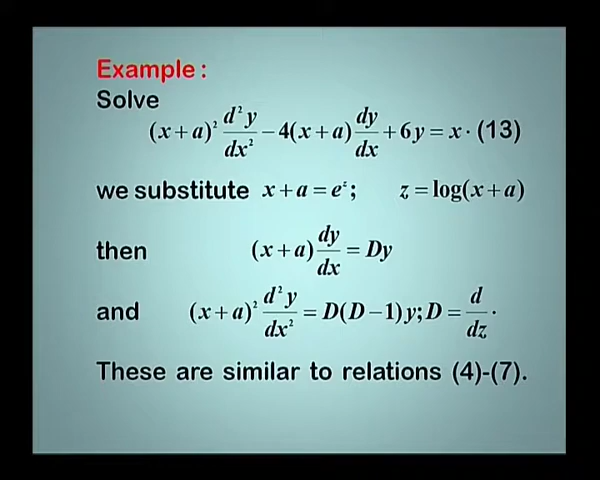 Example :
Solve
(x+a)² d²y/dx² − 4(x+a) dy/dx + 6y = x · (13)
we substitute x + a = eᶻ; z = log(x + a)
then (x+a) dy/dx = Dy
and (x+a)² d²y/dx² = D(D−1)y; D = d/dz ·
These are similar to relations (4)-(7).